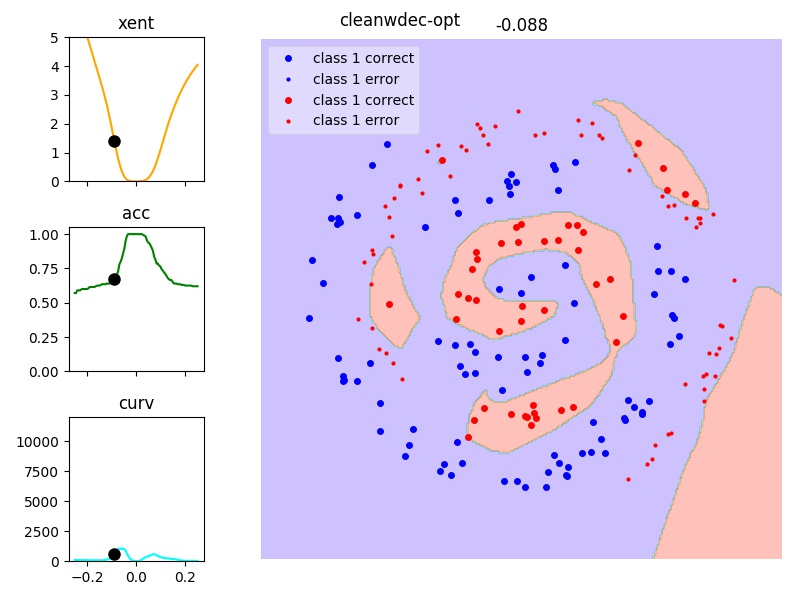 cleanwdec-opt -0.088
xent
5
4
3
2
1
0
acc
1.00
0.75
0.50
0.25
0.00
curv
10000
7500
5000
2500
0
−0.2 0.0 0.2
class 1 correct
class 1 error
class 1 correct
class 1 error